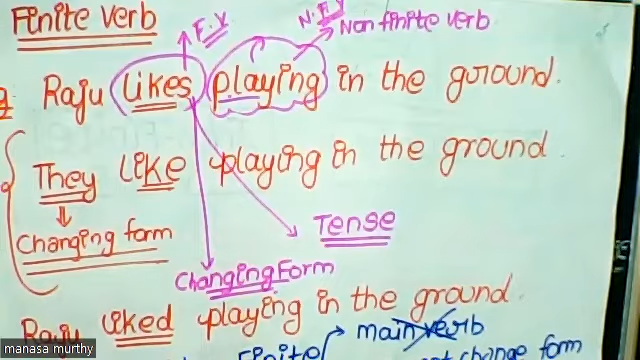 Finite verb
F.V
N.F.V
Non finite verb
Raju likes playing in the ground.
They like playing in the ground
Changing form
Tense
Changing Form
Raju liked playing in the ground.
main verb
Finite
change form
manasa murthy